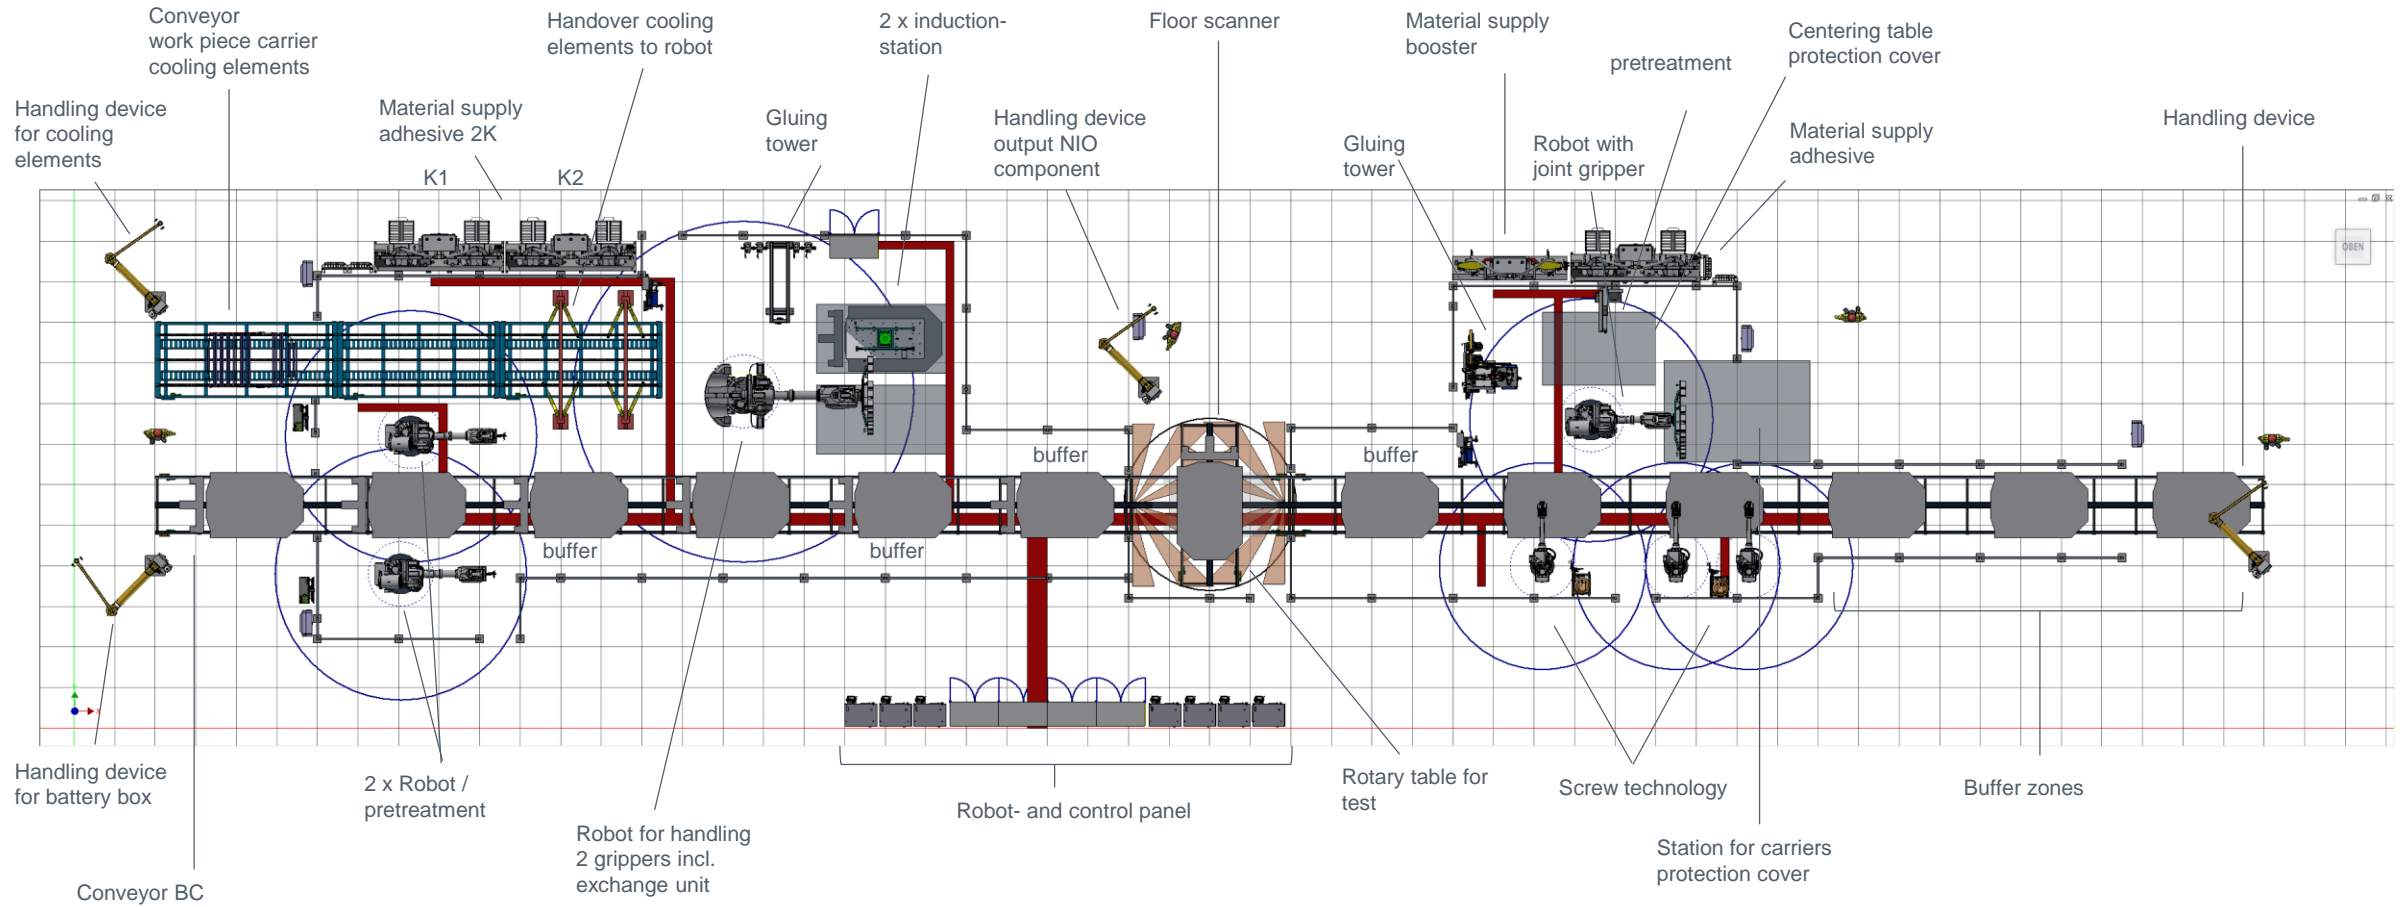 Conveyor
work piece carrier
cooling elements
Handover cooling
elements to robot
2 x induction-
station
Floor scanner
Material supply
booster
Centering table
protection cover
pretreatment
Handling device
for cooling
elements
Material supply
adhesive 2K
Gluing
tower
Handling device
output NIO
component
Gluing
tower
Robot with
joint gripper
Material supply
adhesive
Handling device
K1
K2
OBEN
buffer
buffer
buffer
buffer
Handling device
for battery box
2 x Robot /
pretreatment
Robot- and control panel
Rotary table for
test
Screw technology
Buffer zones
Robot for handling
2 grippers incl.
exchange unit
Station for carriers
protection cover
Conveyor BC